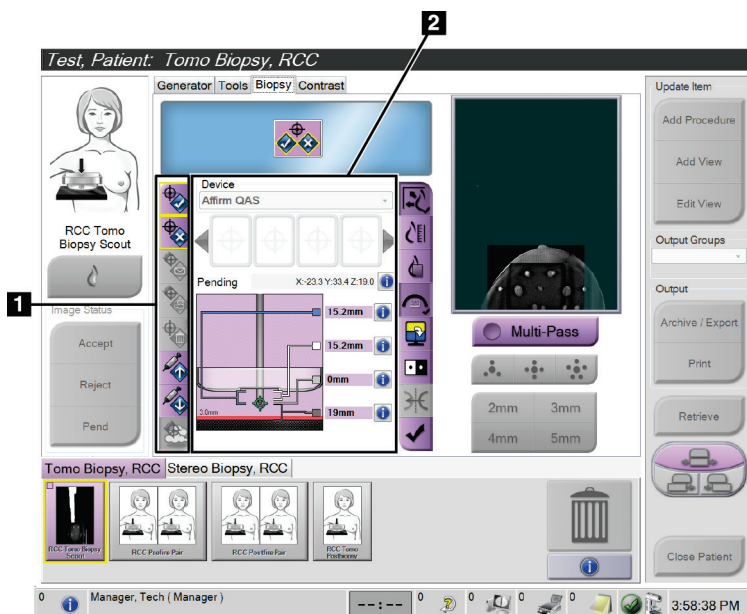 2
Test, Patient: Tomo Biopsy, RCC
Generator Tools Biopsy Contrast
Update Item
Add Procedure
Add View
Edit View
Output Groups
Output
Archive / Export
Print
Retrieve
Close Patient
RCC Tomo
Biopsy Scout
Image Status
Accept
Reject
Pend
1
Device
Affirm QAS
Pending X:-23.3 Y:33.4 Z:19.0
15.2mm
15.2mm
0mm
19mm
3.0mm
Multi-Pass
2mm 3mm
4mm 5mm
Tomo Biopsy, RCC Stereo Biopsy, RCC
RCC Tomo Biopsy
Scout
RCC Prefire Pair
RCC Postfire Pair
RCC Tomo
Postbiopsy
0 Manager, Tech ( Manager ) --:-- 0 0 0 0 3:58:38 PM